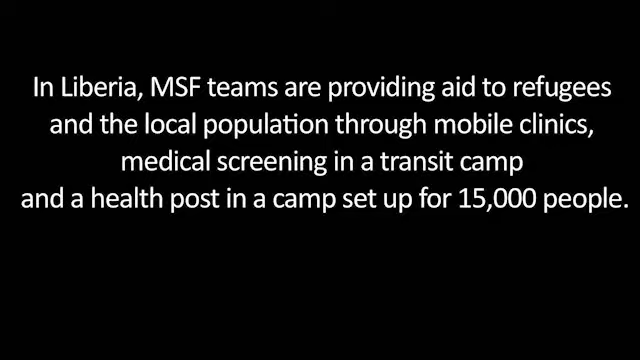 In Liberia, MSF teams are providing aid to refugees
and the local population through mobile clinics,
medical screening in a transit camp
and a health post in a camp set up for 15,000 people.